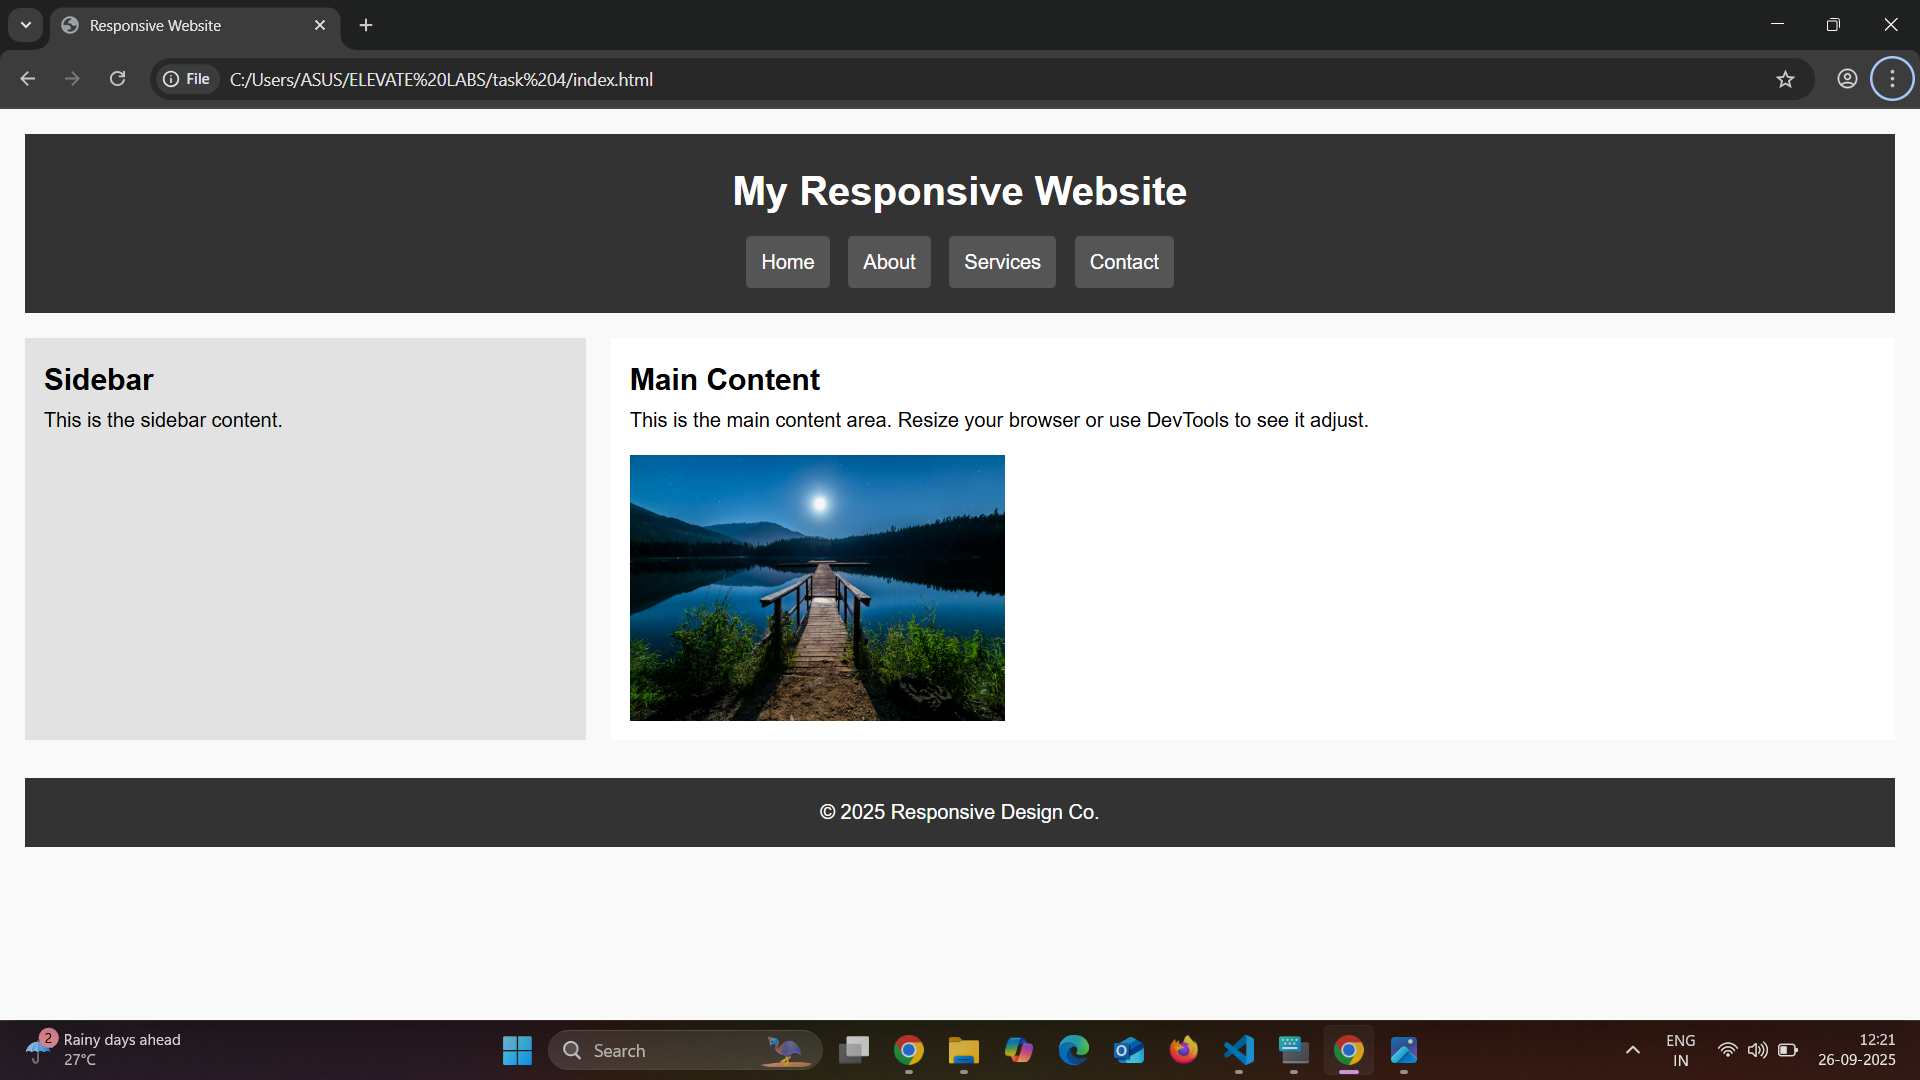 Responsive Website
File
C:/Users/ASUS/ELEVATE%20LABS/task%204/index.html
My Responsive Website
Home
About
Services
Contact
Sidebar
This is the sidebar content.
Main Content
This is the main content area. Resize your browser or use DevTools to see it adjust.
© 2025 Responsive Design Co.
2
Rainy days ahead
27°C
Search
ENG
IN
12:21
26-09-2025